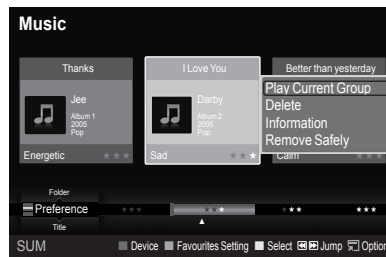 Music
Thanks
I Love You
Better than yesterday
Jee
Album 1
2005
Pop
Darby
Album 2
2005
Pop
Play Current Group
Delete
Information
Remove Safely
Energetic
Sad
Calm
Folder
Preference
Title
SUM
Device
Favourites Setting
Select
Jump
Option